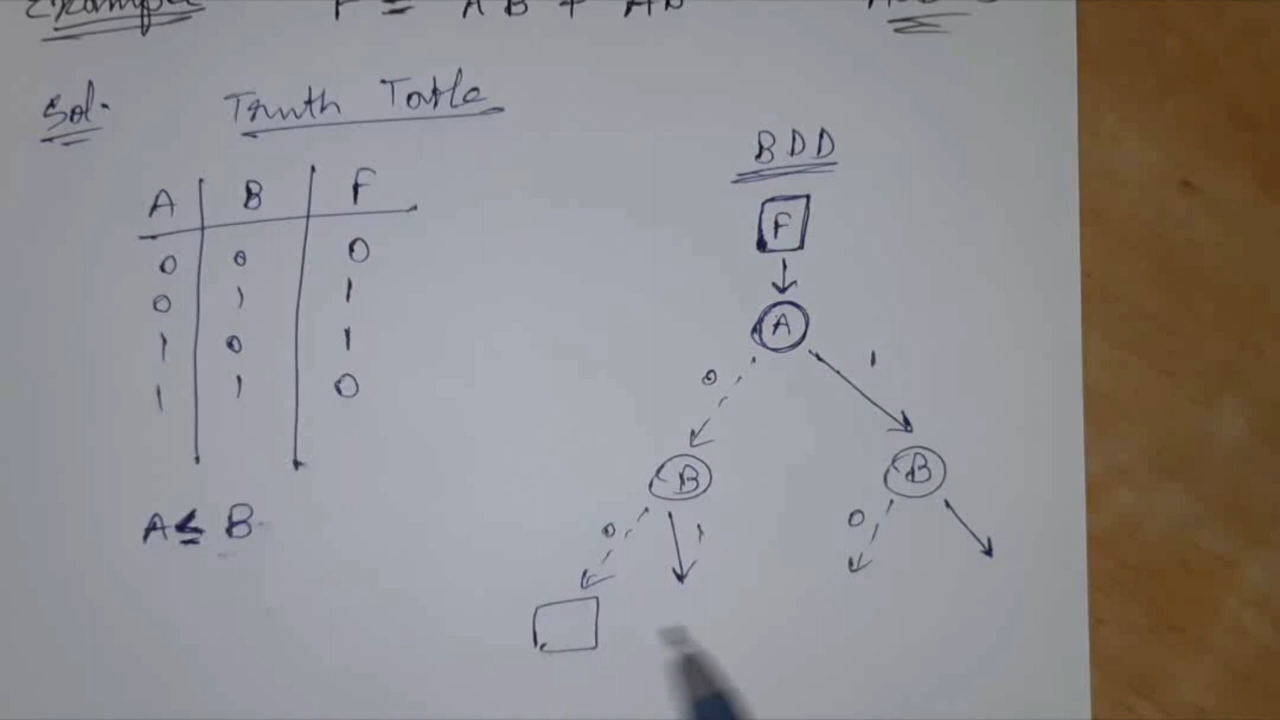 Example
Sol.
Truth Table
A B F
0 0 0
0 1 1
1 0 1
1 1 0
A ≤ B
BDD
F
A
0 1
B B
0 1 0